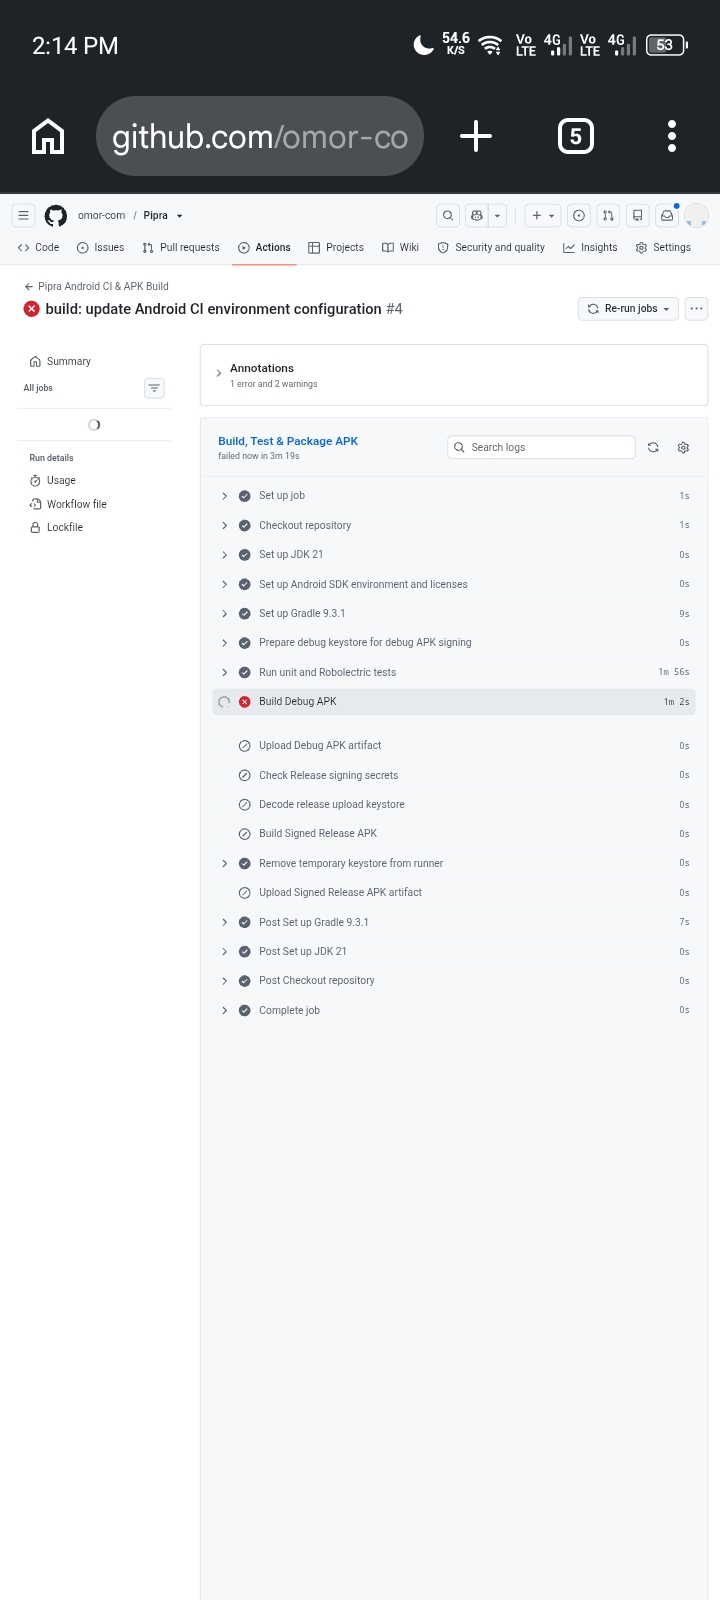 2:14 PM
54.6 K/S
Vo LTE 4G Vo LTE 4G 53
github.com/omor-co
5
omor-com / Pipra
Code Issues Pull requests Actions Projects Wiki Security and quality Insights Settings
Pipra Android CI & APK Build
build: update Android CI environment configuration #4
Re-run jobs
Summary
All jobs
Run details
Usage
Workflow file
Lockfile
Annotations
1 error and 2 warnings
Build, Test & Package APK
failed now in 3m 19s
Search logs
Set up job 1s
Checkout repository 1s
Set up JDK 21 0s
Set up Android SDK environment and licenses 0s
Set up Gradle 9.3.1 9s
Prepare debug keystore for debug APK signing 0s
Run unit and Robolectric tests 1m 56s
Build Debug APK 1m 2s
Upload Debug APK artifact 0s
Check Release signing secrets 0s
Decode release upload keystore 0s
Build Signed Release APK 0s
Remove temporary keystore from runner 0s
Upload Signed Release APK artifact 0s
Post Set up Gradle 9.3.1 7s
Post Set up JDK 21 0s
Post Checkout repository 0s
Complete job 0s